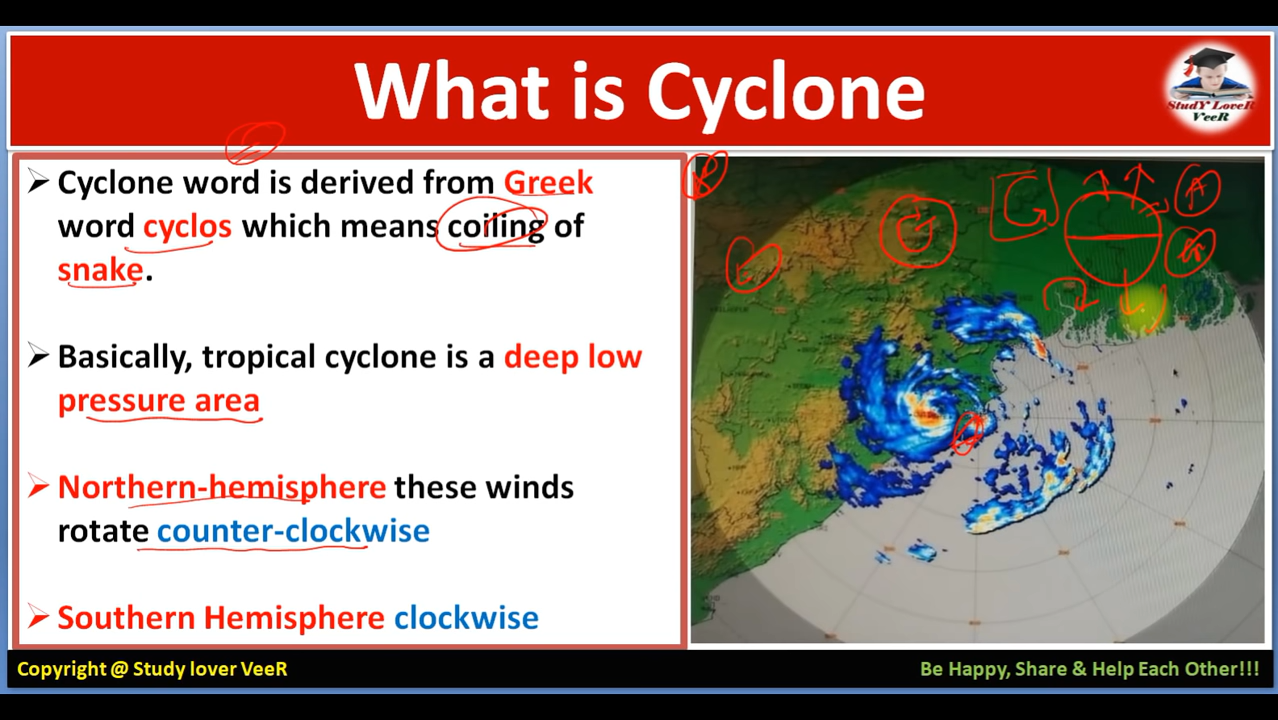 What is Cyclone
StudY LoveR
VeeR
➤ Cyclone word is derived from Greek
word cyclos which means coiling of
snake.
➤ Basically, tropical cyclone is a deep low
pressure area
➤ Northern-hemisphere these winds
rotate counter-clockwise
➤ Southern Hemisphere clockwise
Copyright @ Study lover VeeR
Be Happy, Share & Help Each Other!!!